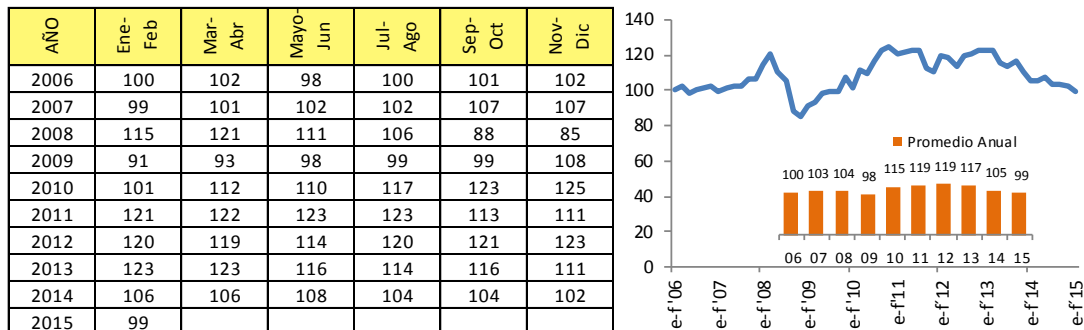 AÑO Ene-Feb Mar-Abr Mayo-Jun Jul-Ago Sep-Oct Nov-Dic
2006 100 102 98 100 101 102
2007 99 101 102 102 107 107
2008 115 121 111 106 88 85
2009 91 93 98 99 99 108
2010 101 112 110 117 123 125
2011 121 122 123 123 113 111
2012 120 119 114 120 121 123
2013 123 123 116 114 116 111
2014 106 106 108 104 104 102
2015 99
140
120
100
80
60
40
20
0
Promedio Anual
100 103 104 98 115 119 119 117 105 99
06 07 08 09 10 11 12 13 14 15
e-f'06 e-f'07 e-f'08 e-f'09 e-f'10 e-f'11 e-f'12 e-f'13 e-f'14 e-f'15